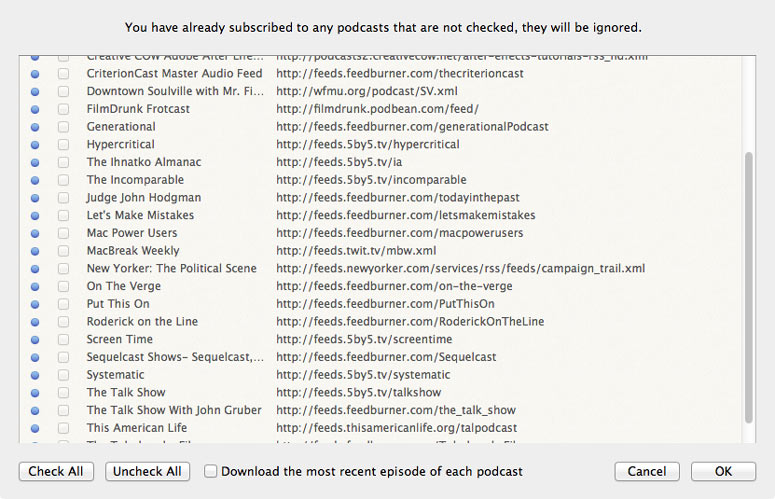 You have already subscribed to any podcasts that are not checked, they will be ignored.
Creative COW Adobe After Life... http://podcasts2.creativecow.net/after-effects-tutorials-rss_hd.xml
CriterionCast Master Audio Feed http://feeds.feedburner.com/thecriterioncast
Downtown Soulville with Mr. Fi... http://wfmu.org/podcast/SV.xml
FilmDrunk Frotcast http://filmdrunk.podbean.com/feed/
Generational http://feeds.feedburner.com/generationalPodcast
Hypercritical http://feeds.5by5.tv/hypercritical
The Ihnatko Almanac http://feeds.5by5.tv/ia
The Incomparable http://feeds.5by5.tv/incomparable
Judge John Hodgman http://feeds.feedburner.com/todayinthepast
Let's Make Mistakes http://feeds.feedburner.com/letsmakemistakes
Mac Power Users http://feeds.feedburner.com/macpowerusers
MacBreak Weekly http://feeds.twit.tv/mbw.xml
New Yorker: The Political Scene http://feeds.newyorker.com/services/rss/feeds/campaign_trail.xml
On The Verge http://feeds.feedburner.com/on-the-verge
Put This On http://feeds.feedburner.com/PutThisOn
Roderick on the Line http://feeds.feedburner.com/RoderickOnTheLine
Screen Time http://feeds.5by5.tv/screentime
Sequelcast Shows- Sequelcast,... http://feeds.feedburner.com/Sequelcast
Systematic http://feeds.5by5.tv/systematic
The Talk Show http://feeds.5by5.tv/talkshow
The Talk Show With John Gruber http://feeds.feedburner.com/the_talk_show
This American Life http://feeds.thisamericanlife.org/talpodcast
Check All Uncheck All Download the most recent episode of each podcast Cancel OK